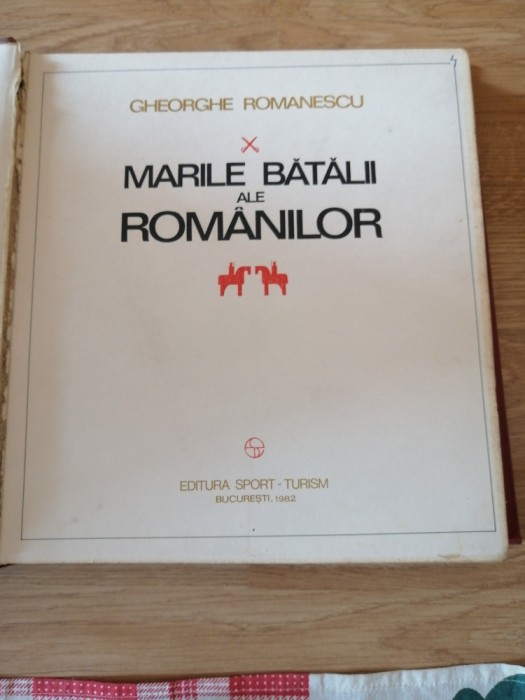 GHEORGHE ROMANESCU
MARILE BĂTĂLII
ALE
ROMÂNILOR
EDITURA SPORT - TURISM
BUCUREȘTI, 1982